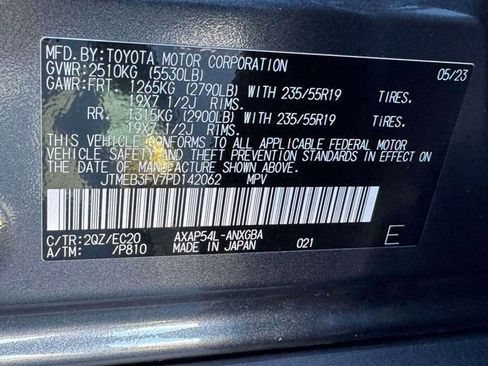 MFD. BY: TOYOTA MOTOR CORPORATION 05/23
GVWR: 2510KG (5530LB)
GAWR: FRT. 1265KG (2790LB) WITH 235/55R19 TIRES.
19X7 1/2J RIMS.
RR. 1315KG (2900LB) WITH 235/55R19 TIRES.
19X7 1/2J RIMS.
THIS VEHICLE CONFORMS TO ALL APPLICABLE FEDERAL MOTOR
VEHICLE SAFETY AND THEFT PREVENTION STANDARDS IN EFFECT ON
THE DATE OF MANUFACTURE SHOWN ABOVE.
JTMEB3FV7PD142062 MPV
C/TR: 2QZ/EC20 AXAP54L-ANXGBA
A/TM: /P810 MADE IN JAPAN 021 E